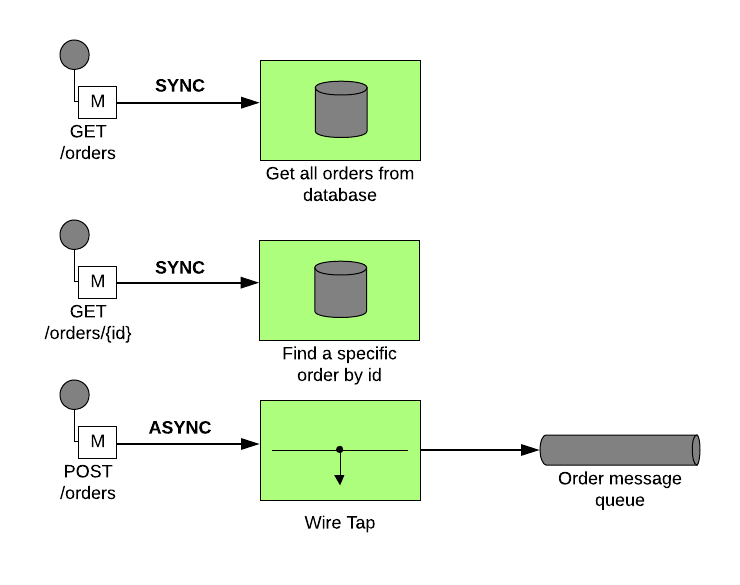 SYNC
M
GET
/orders
Get all orders from
database
SYNC
M
GET
/orders/{id}
Find a specific
order by id
ASYNC
M
POST
/orders
Wire Tap
Order message
queue